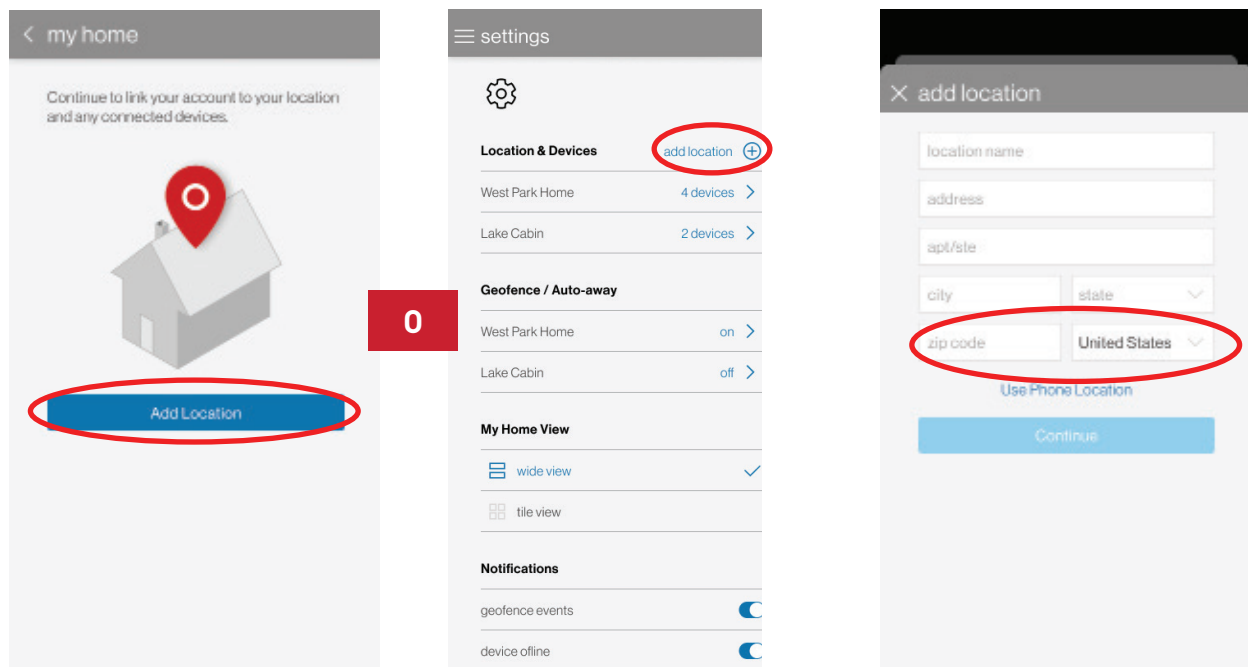 my home
Continue to link your account to your location
and any connected devices.
Add Location
0
settings
Location & Devices add location
West Park Home 4 devices
Lake Cabin 2 devices
Geofence / Auto-away
West Park Home on
Lake Cabin off
My Home View
wide view
tile view
Notifications
geofence events
device ofline
add location
location name
address
apt/ste
city state
zip code United States
Use Phone Location
Continue